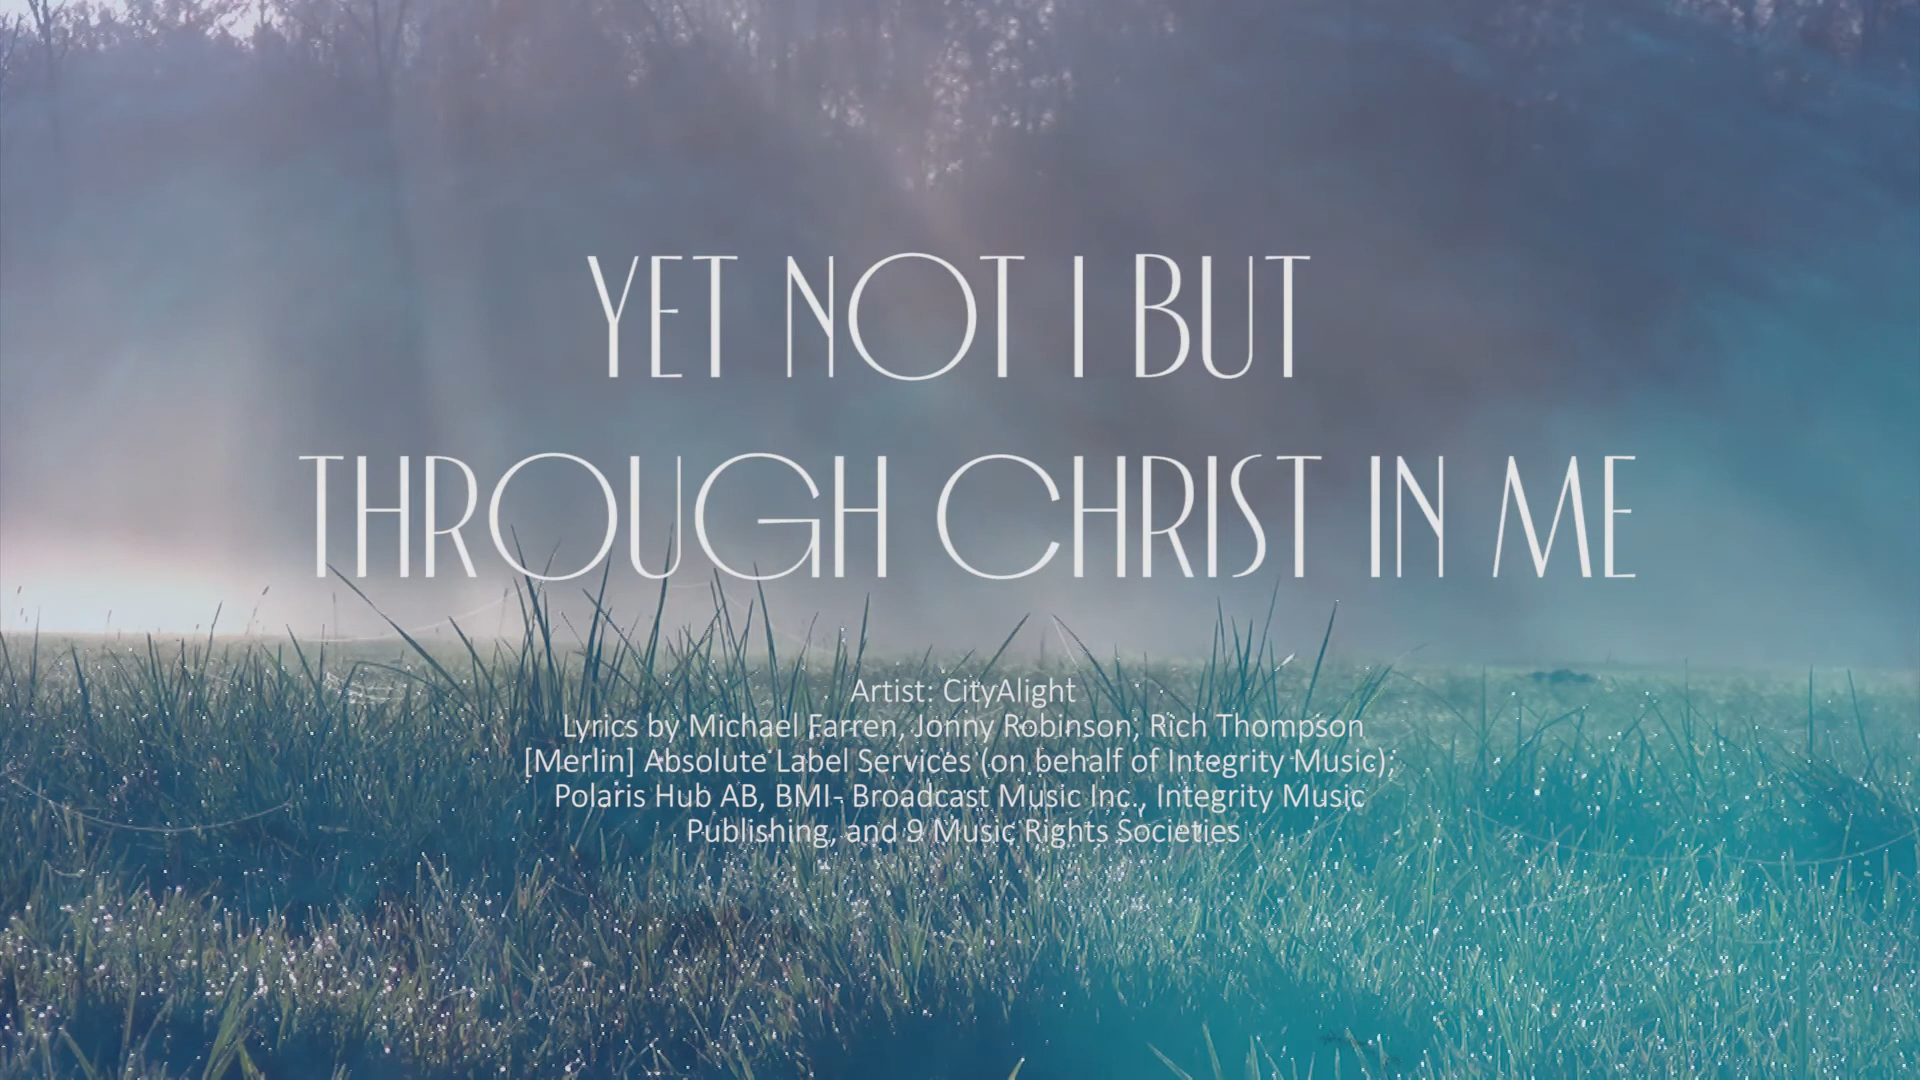 YET NOT I BUT
THROUGH CHRIST IN ME
Artist: CityAlight
Lyrics by Michael Farren, Jonny Robinson, Rich Thompson
[Merlin] Absolute Label Services (on behalf of Integrity Music);
Polaris Hub AB, BMI - Broadcast Music Inc., Integrity Music
Publishing, and 9 Music Rights Societies